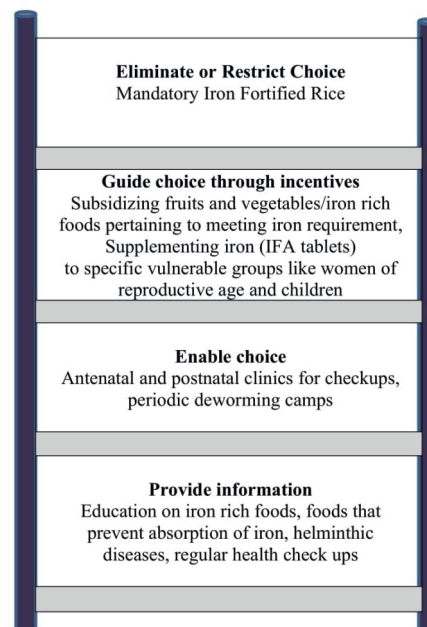 Eliminate or Restrict Choice
Mandatory Iron Fortified Rice
Guide choice through incentives
Subsidizing fruits and vegetables/iron rich
foods pertaining to meeting iron requirement,
Supplementing iron (IFA tablets)
to specific vulnerable groups like women of
reproductive age and children
Enable choice
Antenatal and postnatal clinics for checkups,
periodic deworming camps
Provide information
Education on iron rich foods, foods that
prevent absorption of iron, helminthic
diseases, regular health check ups